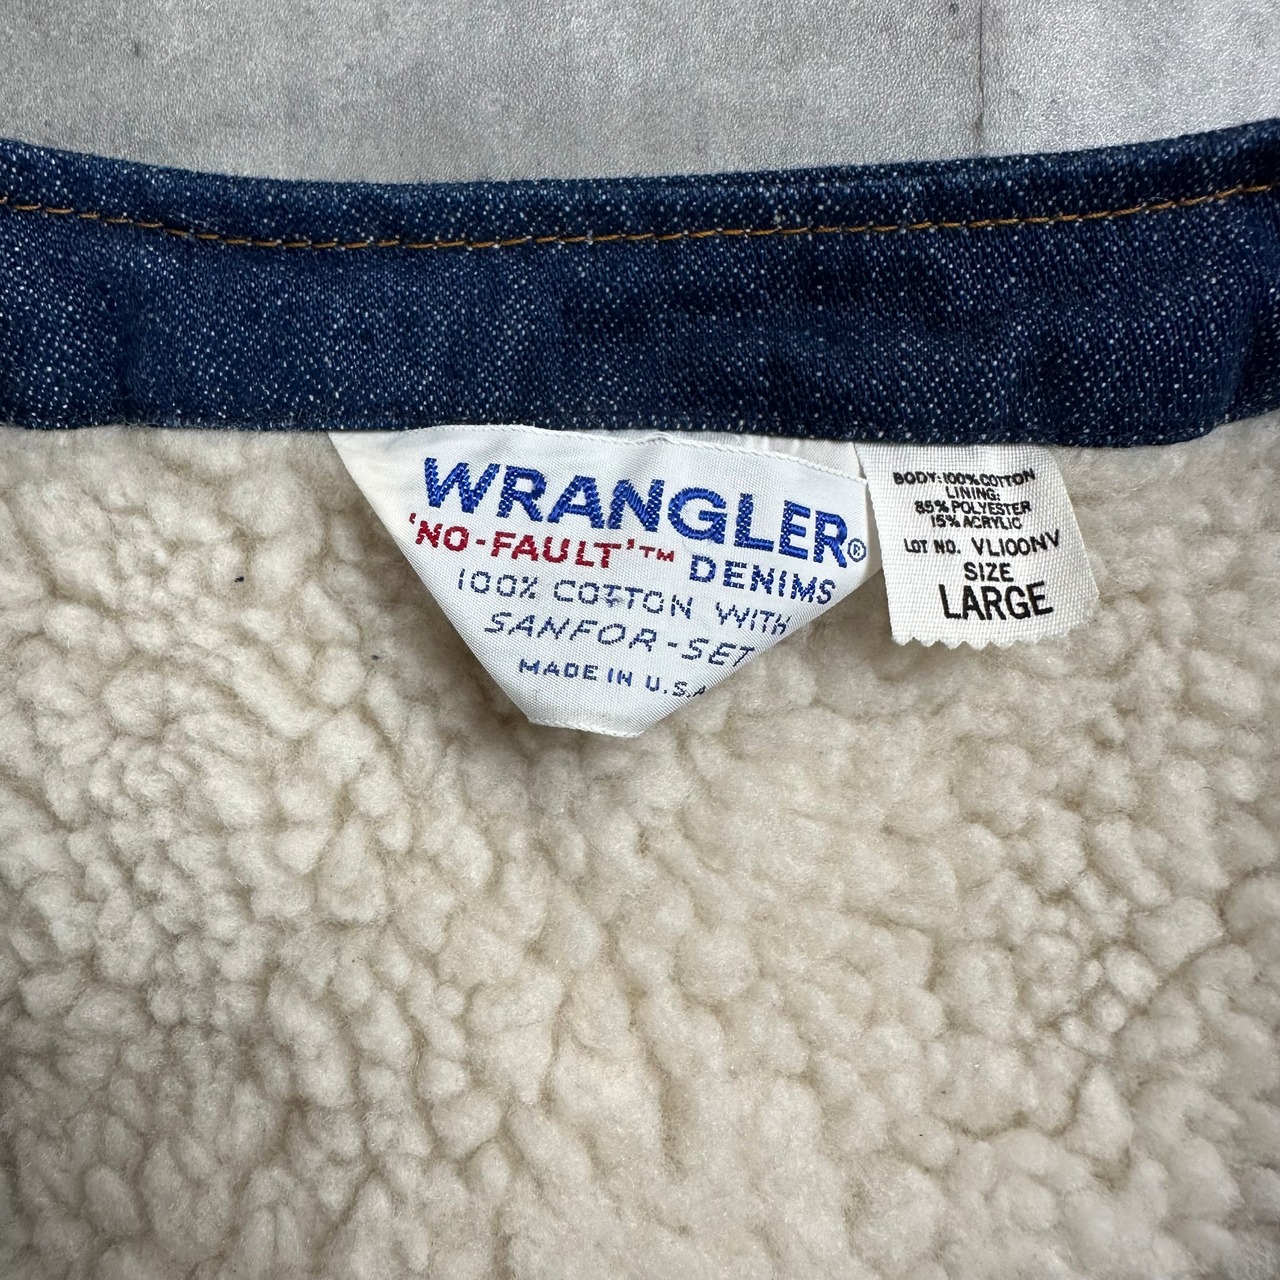 WRANGLER®
'NO-FAULT'™ DENIMS
100% COTTON WITH
SANFOR-SET
MADE IN U.S.A
BODY: 100% COTTON
LINING:
85% POLYESTER
15% ACRYLIC
LOT NO. VL100NV
SIZE
LARGE